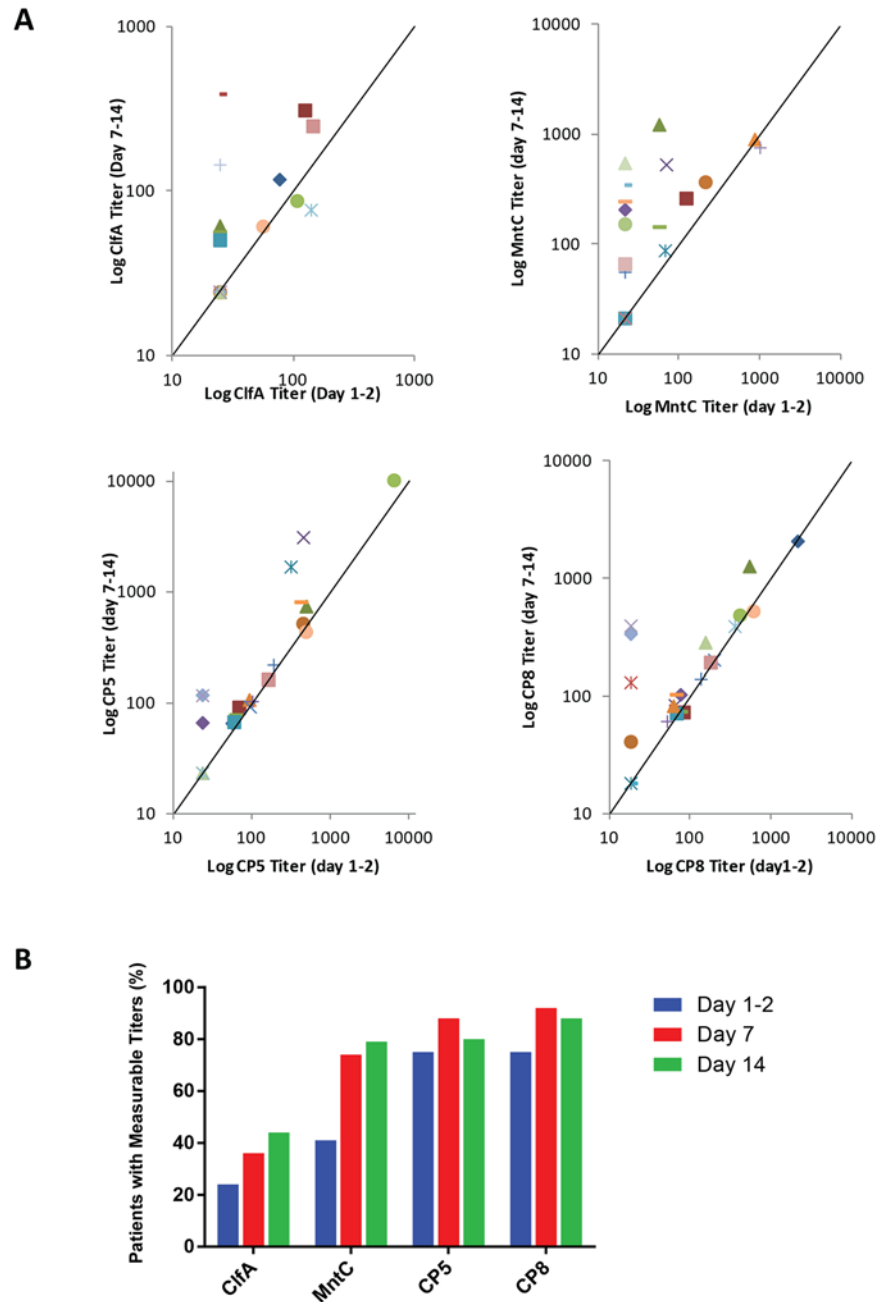 A
1000
100
10
10
100
1000
Log ClfA Titer (Day 7-14)
Log ClfA Titer (Day 1-2)
10000
1000
100
10
10
100
1000
10000
Log MntC Titer (day 7-14)
Log MntC Titer (day 1-2)
10000
1000
100
10
10
100
1000
10000
Log CP5 Titer (day 7-14)
Log CP5 Titer (day 1-2)
10000
1000
100
10
10
100
1000
10000
Log CP8 Titer (day 7-14)
Log CP8 Titer (day1-2)
B
Patients with Measurable Titers (%)
100
80
60
40
20
0
ClfA
MntC
CP5
CP8
Day 1-2
Day 7
Day 14